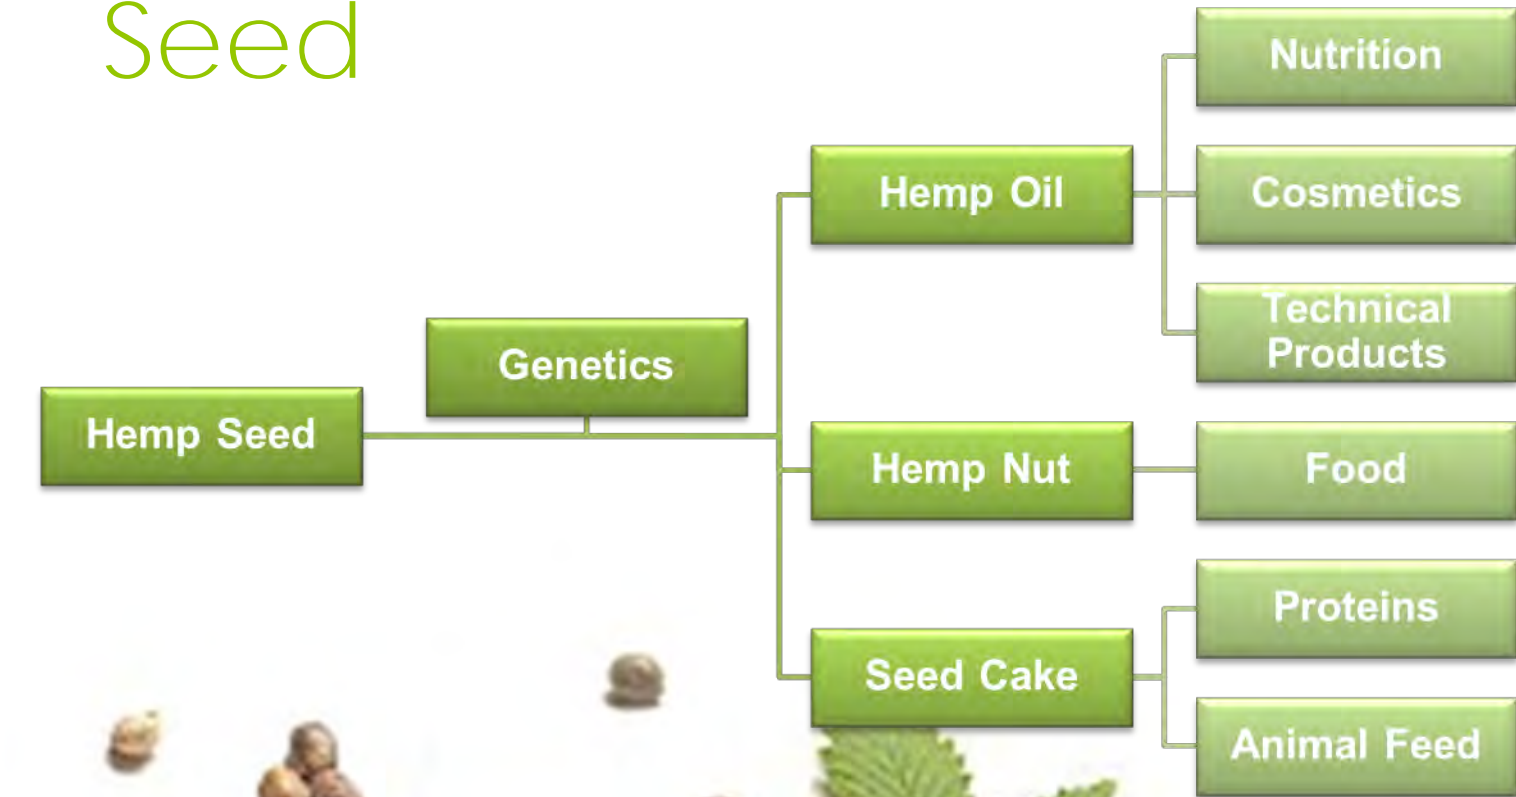 Seed
Hemp Seed
Genetics
Hemp Oil
Nutrition
Cosmetics
Technical
Products
Hemp Nut
Food
Seed Cake
Proteins
Animal Feed